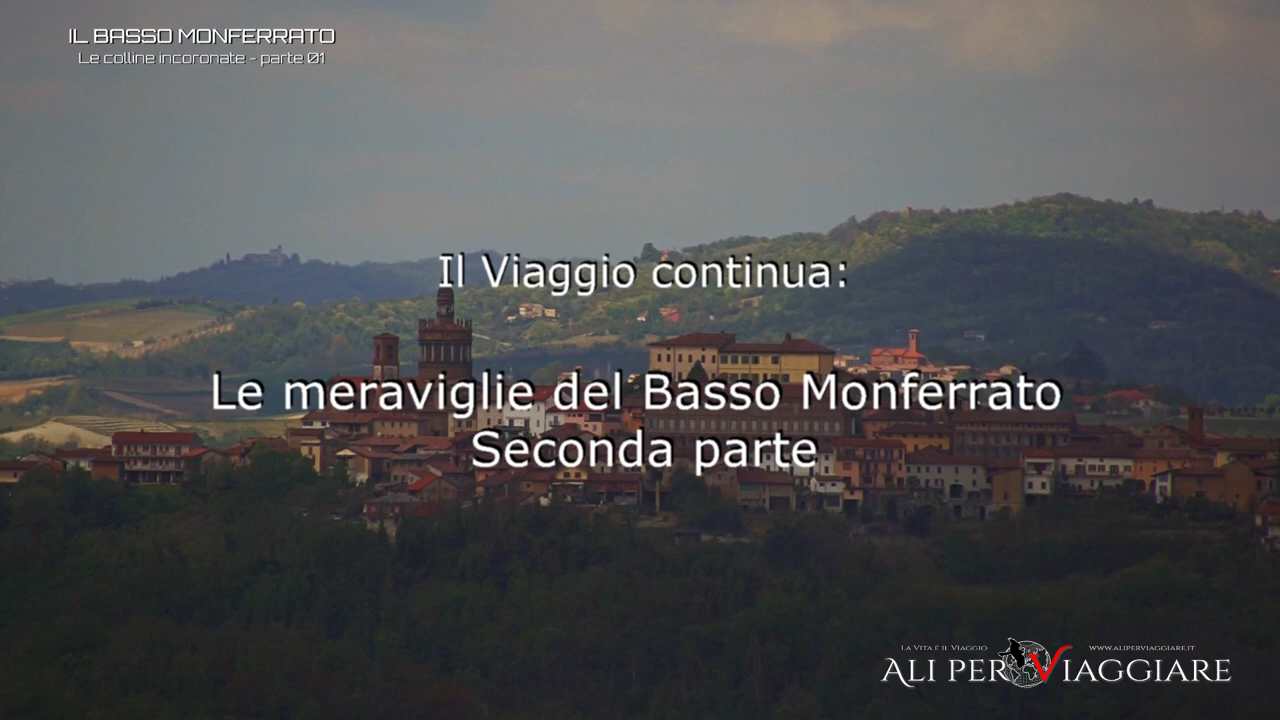 IL BASSO MONFERRATO
Le colline incoronate - parte 01
Il Viaggio continua:
Le meraviglie del Basso Monferrato
Seconda parte
La Vita è il Viaggio www.aliperviaggiare.it
Ali per Viaggiare